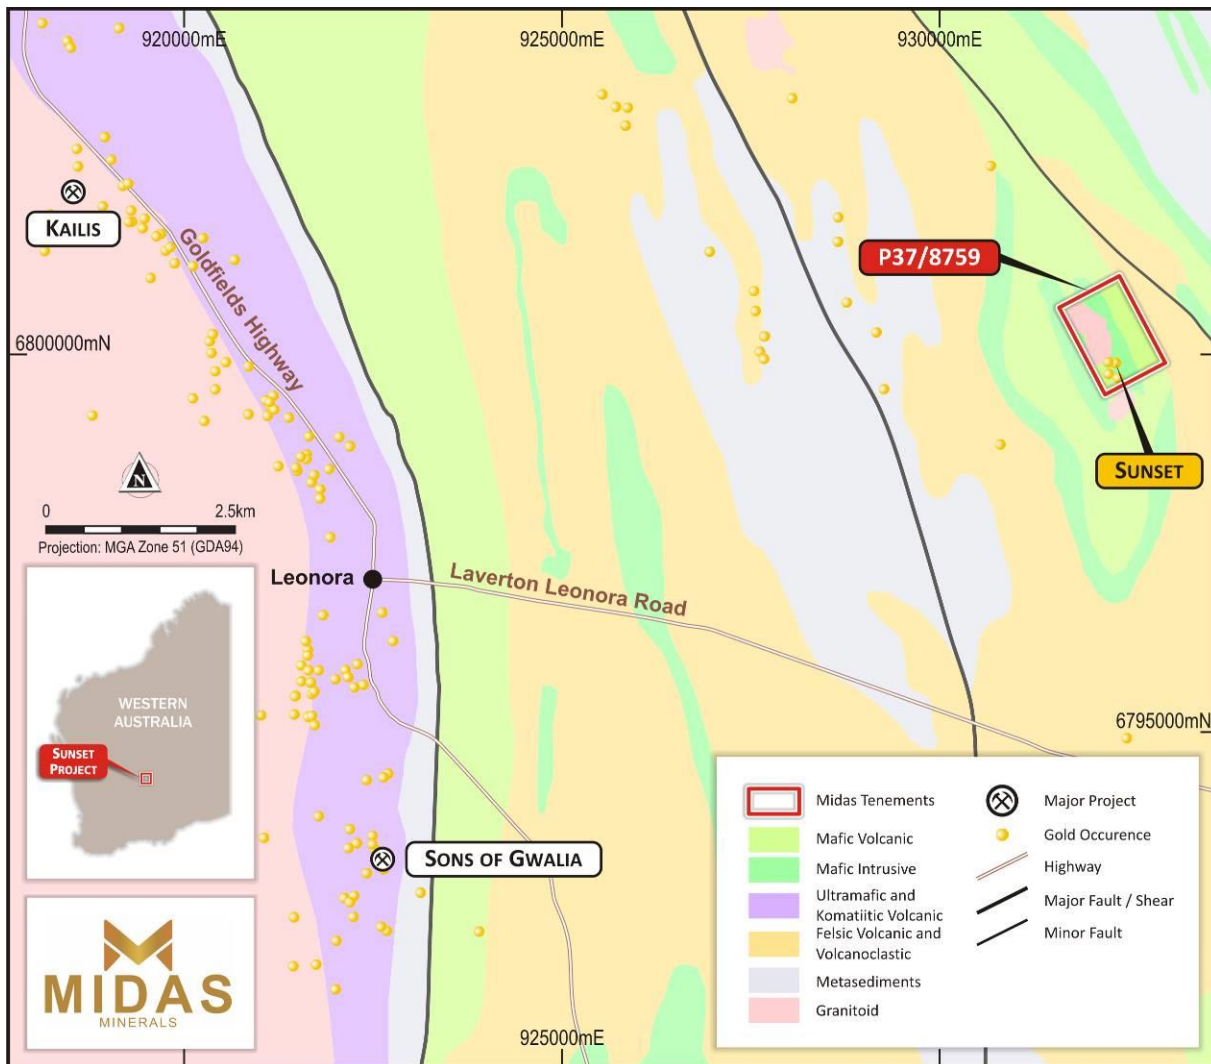 920000mE
925000mE
930000mE
KAILIS
Goldfields Highway
P37/8759
6800000mN
SUNSET
N
0 2.5km
Projection: MGA Zone 51 (GDA94)
Leonora
Laverton Leonora Road
WESTERN
AUSTRALIA
SUNSET
PROJECT
6795000mN
SONS OF GWALIA
Midas Tenements
Mafic Volcanic
Mafic Intrusive
Ultramafic and
Komatiitic Volcanic
Felsic Volcanic and
Volcanoclastic
Metasediments
Granitoid
Major Project
Gold Occurence
Highway
Major Fault / Shear
Minor Fault
MIDAS
MINERALS
925000mE